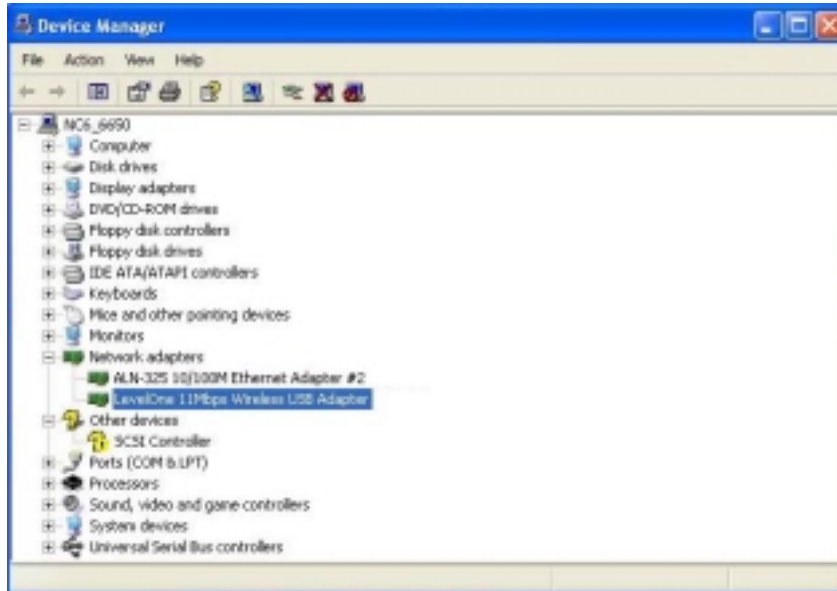 Device Manager
File Action View Help
NC6_6650
Computer
Disk drives
Display adapters
DVD/CD-ROM drives
Floppy disk controllers
Floppy disk drives
IDE ATA/ATAPI controllers
Keyboards
Mice and other pointing devices
Monitors
Network adapters
ALN-325 10/100M Ethernet Adapter #2
LevelOne 11Mbps Wireless USB Adapter
Other devices
SCSI Controller
Ports (COM & LPT)
Processors
Sound, video and game controllers
System devices
Universal Serial Bus controllers